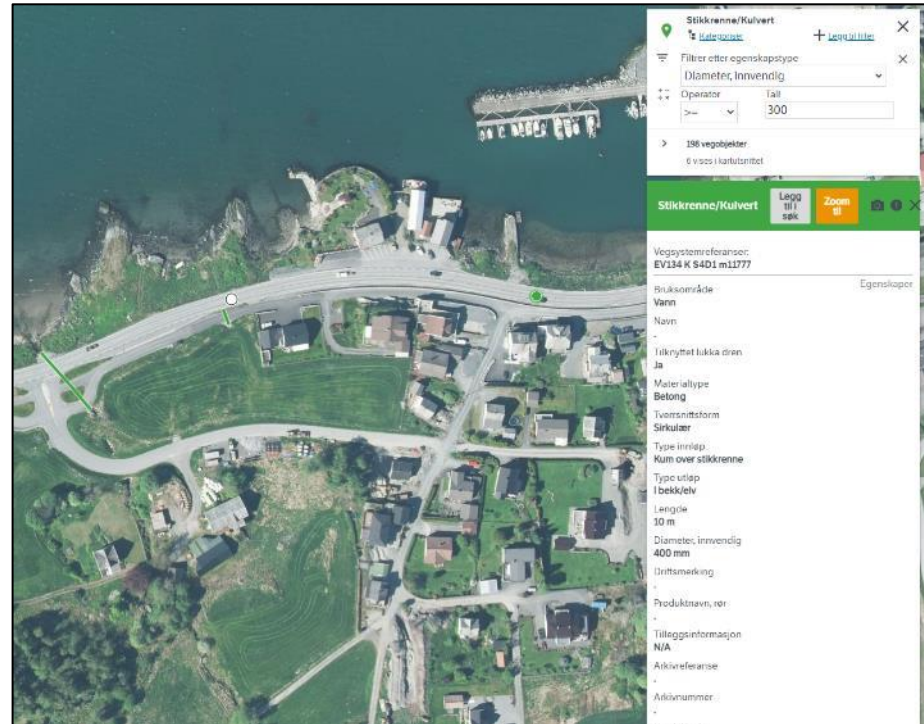 Stikkrenne/Kulvert
Kategorier
Legg til filter
Filtrer etter egenskapstype
Diameter, innvendig
Operator
Tall
>=
300
198 vegobjekter
6 vises i kartutsnittet
Stikkrenne/Kulvert
Legg til i søk
Zoom til
Vegsystemreferanser:
EV134 K S4D1 m11777
Egenskaper
Bruksområde
Vann
Navn
-
Tilknyttet lukka dren
Ja
Materialtype
Betong
Tverrsnittsform
Sirkulær
Type innløp
Kum over stikkrenne
Type utløp
I bekk/elv
Lengde
10 m
Diameter, innvendig
400 mm
Driftsmerking
-
Produktnavn, rør
-
Tilleggsinformasjon
N/A
Arkivreferanse
-
Arkivnummer
-